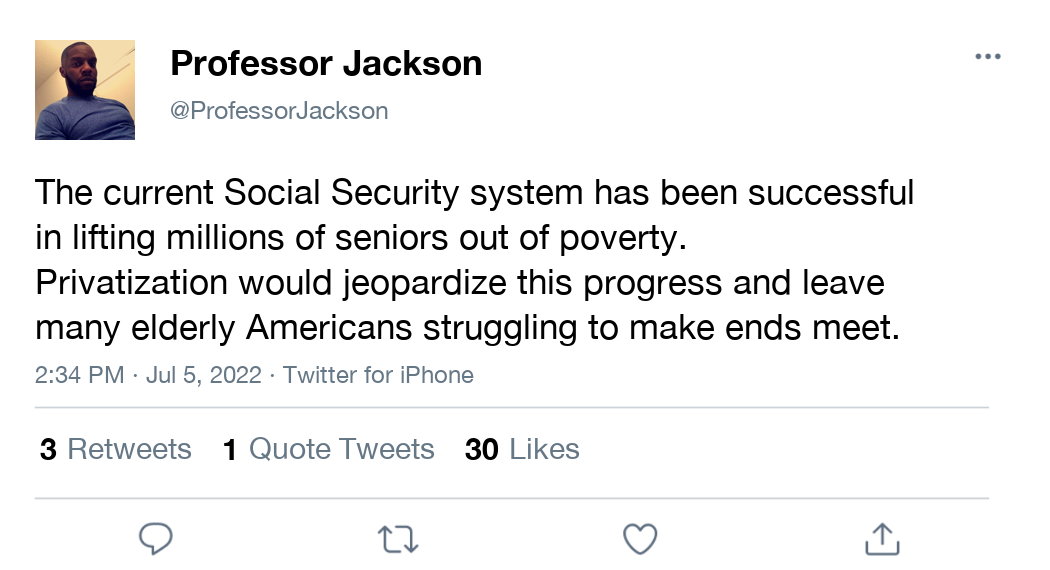 Professor Jackson
@ProfessorJackson
The current Social Security system has been successful
in lifting millions of seniors out of poverty.
Privatization would jeopardize this progress and leave
many elderly Americans struggling to make ends meet.
2:34 PM · Jul 5, 2022 · Twitter for iPhone
3 Retweets 1 Quote Tweets 30 Likes